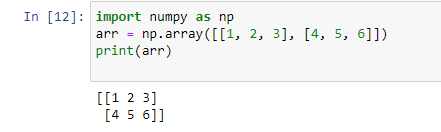 In [12]: import numpy as np
arr = np.array([[1, 2, 3], [4, 5, 6]])
print(arr)
[[1 2 3]
 [4 5 6]]